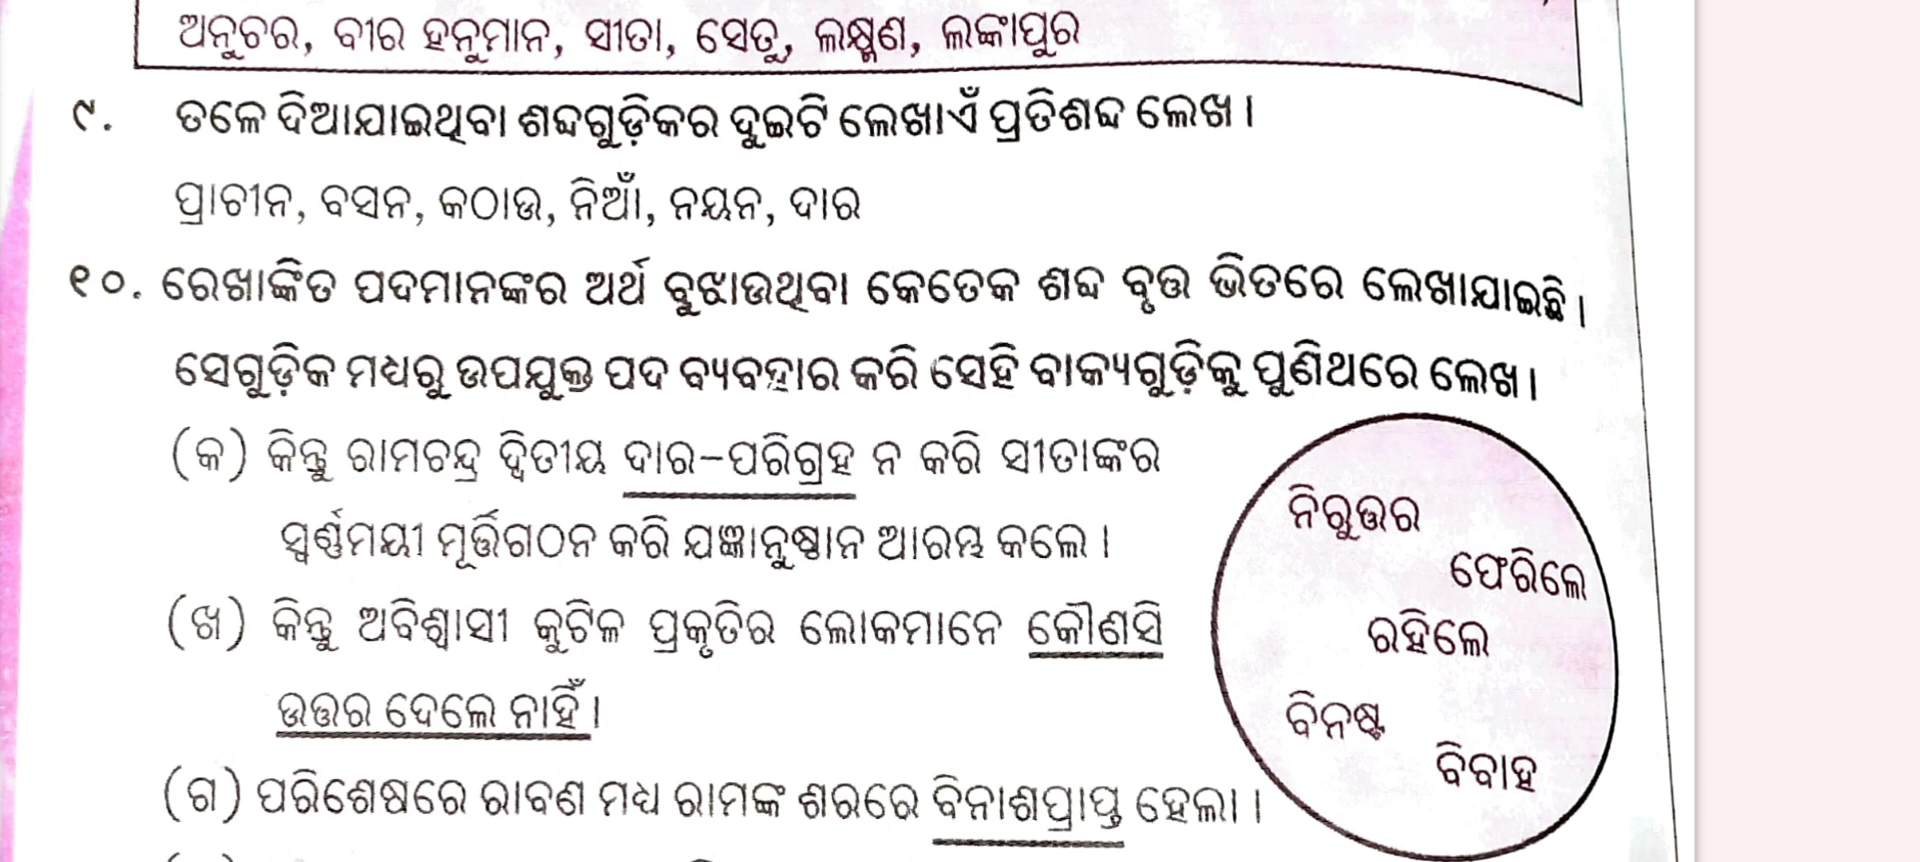 ଅନୁଚର, ବୀର ହନୁମାନ, ସୀତା, ସେତୁ, ଲକ୍ଷ୍ମଣ, ଲଙ୍କାପୁର
୯. ତଳେ ଦିଆଯାଇଥିବା ଶବ୍ଦଗୁଡ଼ିକର ଦୁଇଟି ଲେଖାଏଁ ପ୍ରତିଶବ୍ଦ ଲେଖ।
ପ୍ରାଚୀନ, ବସନ, କଠାଉ, ନିଆଁ, ନୟନ, ଦାର
୧୦. ରେଖାଙ୍କିତ ପଦମାନଙ୍କର ଅର୍ଥ ବୁଝାଉଥିବା କେତେକ ଶବ୍ଦ ବୃତ୍ତ ଭିତରେ ଲେଖାଯାଇଛି।
ସେଗୁଡ଼ିକ ମଧ୍ୟରୁ ଉପଯୁକ୍ତ ପଦ ବ୍ୟବହାର କରି ସେହି ବାକ୍ୟଗୁଡ଼ିକୁ ପୁଣିଥରେ ଲେଖ।
(କ) କିନ୍ତୁ ରାମଚନ୍ଦ୍ର ଦ୍ୱିତୀୟ ଦାର-ପରିଗ୍ରହ ନ କରି ସୀତାଙ୍କର
ସ୍ୱର୍ଣ୍ଣମୟୀ ମୂର୍ତ୍ତିଗଠନ କରି ଯଜ୍ଞାନୁଷ୍ଠାନ ଆରମ୍ଭ କଲେ।
(ଖ) କିନ୍ତୁ ଅବିଶ୍ୱାସୀ କୁଟିଳ ପ୍ରକୃତିର ଲୋକମାନେ କୌଣସି
ଉତ୍ତର ଦେଲେ ନାହିଁ।
(ଗ) ପରିଶେଷରେ ରାବଣ ମଧ୍ୟ ରାମଙ୍କ ଶରରେ ବିନାଶପ୍ରାପ୍ତ ହେଲା।
ନିରୁତ୍ତର
ଫେରିଲେ
ରହିଲେ
ବିନଷ୍ଟ
ବିବାହ